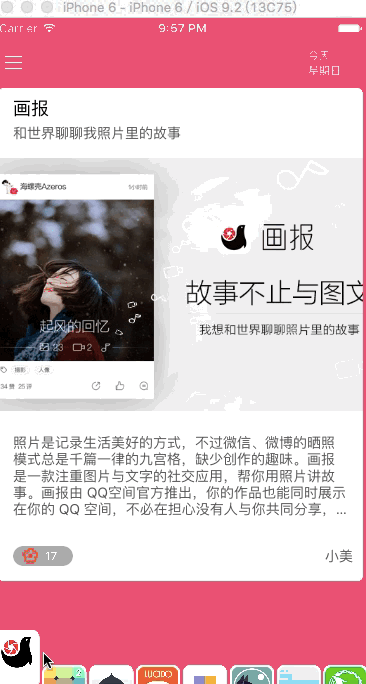 iPhone 6 - iPhone 6 / iOS 9.2 (13C75)
Carrier
9:57 PM
今天
星期日
画报
和世界聊聊我照片里的故事
海螺壳Azeros
1小时前
画报
故事不止与图文
起风的回忆
我想和世界聊聊照片里的故事
23
2
摄影
人像
34 赞 25 评
照片是记录生活美好的方式，不过微信、微博的晒照
模式总是千篇一律的九宫格，缺少创作的趣味。画报
是一款注重图片与文字的社交应用，帮你用照片讲故
事。画报由 QQ空间官方推出，你的作品也能同时展示
在你的 QQ 空间，不必在担心没有人与你共同分享，...
17
小美